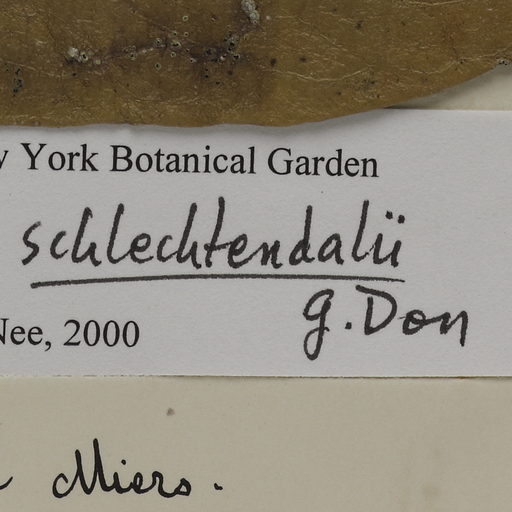 York Botanical Garden
schlechtendalii
G. Don
Nee, 2000
Miers.